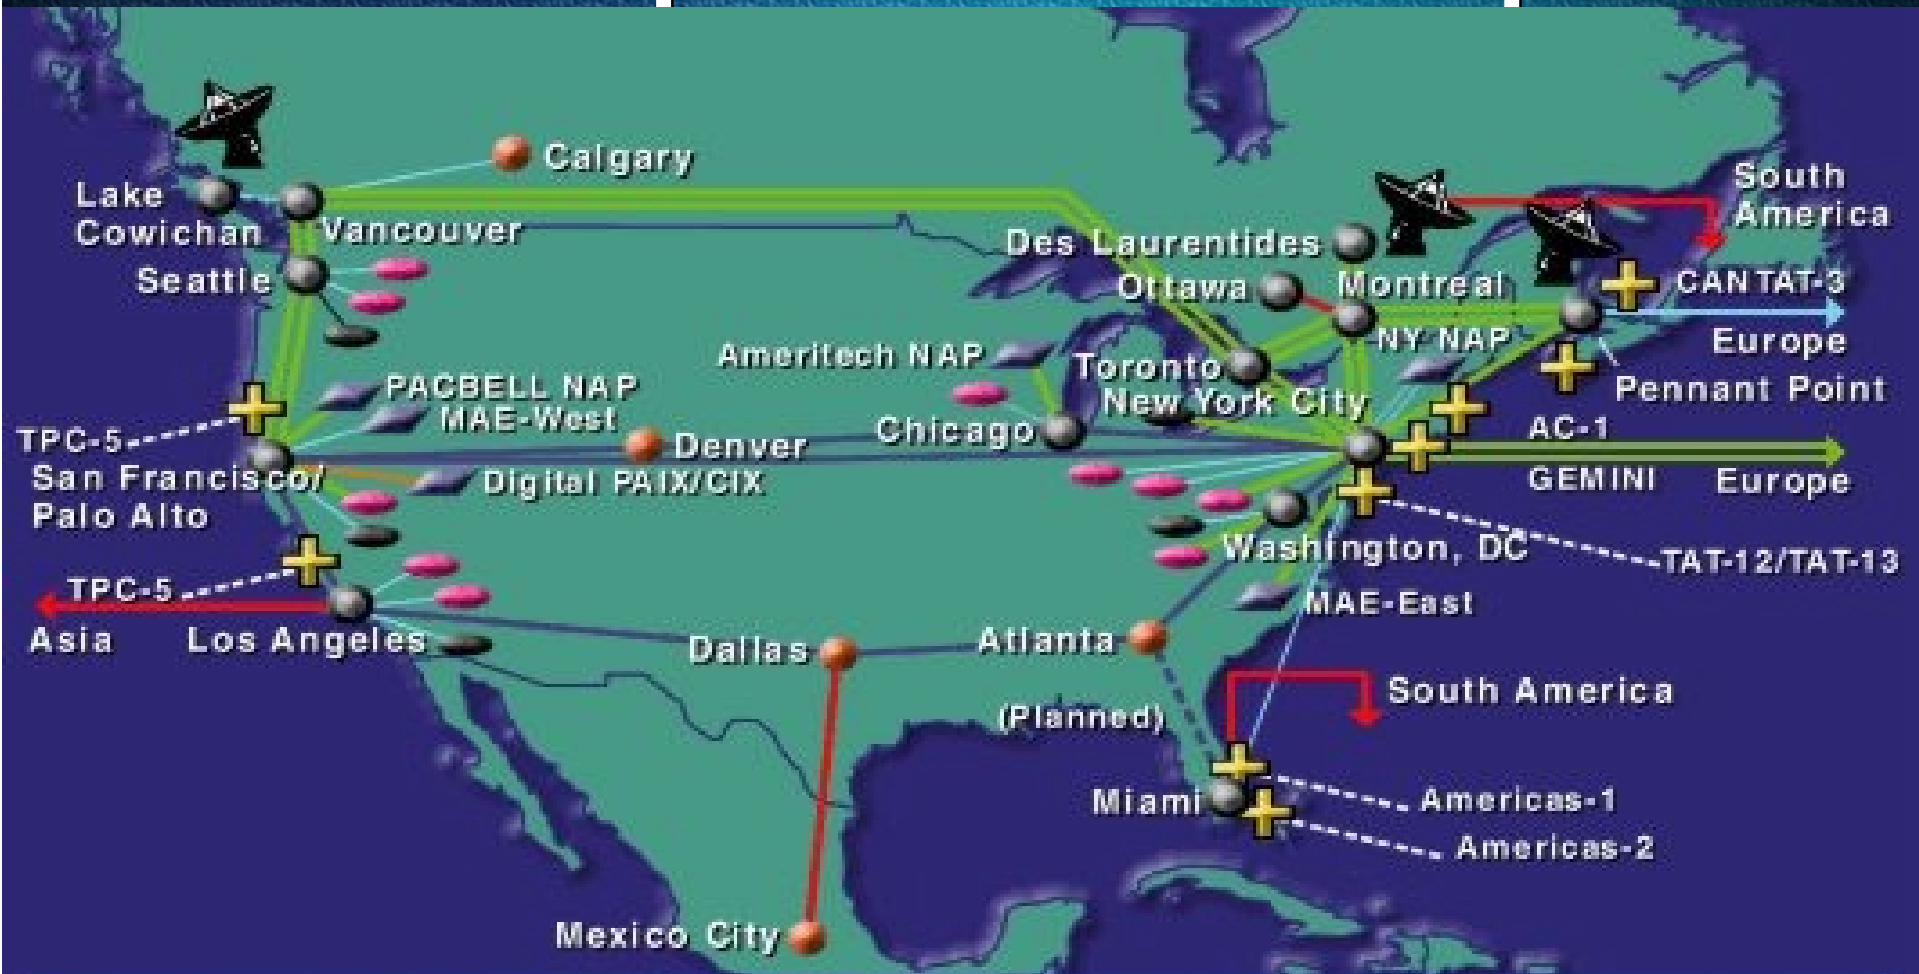 Calgary
South
America
Lake
Cowichan
Vancouver
Des Laurentides
Seattle
Ottawa
Montreal
CANTAT-3
Europe
NY NAP
Ameritech NAP
Toronto
Pennant Point
PACBELL NAP
New York City
MAE-West
TPC-5
Denver
Chicago
AC-1
San Francisco/
Palo Alto
Digital PAIX/CIX
GEMINI
Europe
Washington, DC
TAT-12/TAT-13
TPC-5
MAE-East
Asia
Los Angeles
Dallas
Atlanta
South America
(Planned)
Miami
Americas-1
Americas-2
Mexico City